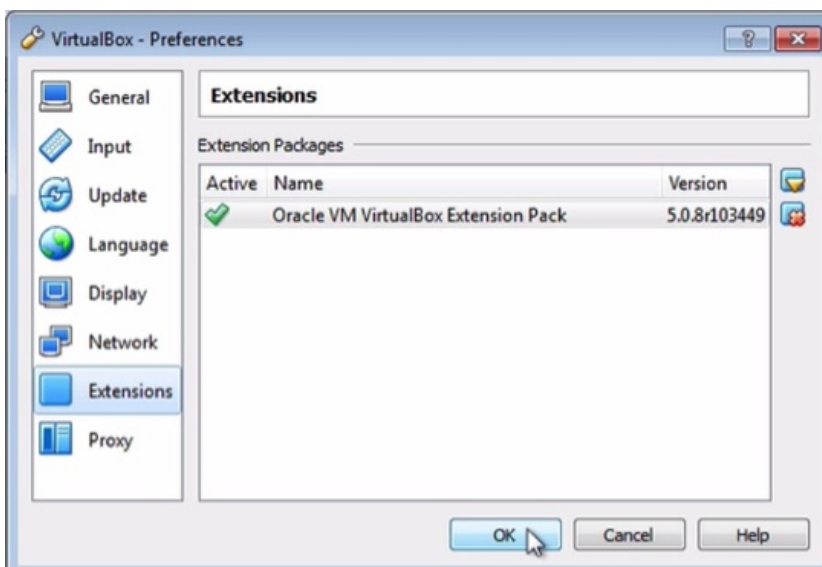 VirtualBox - Preferences
General
Input
Update
Language
Display
Network
Extensions
Proxy
Extensions
Extension Packages
Active Name Version
Oracle VM VirtualBox Extension Pack 5.0.8r103449
OK Cancel Help